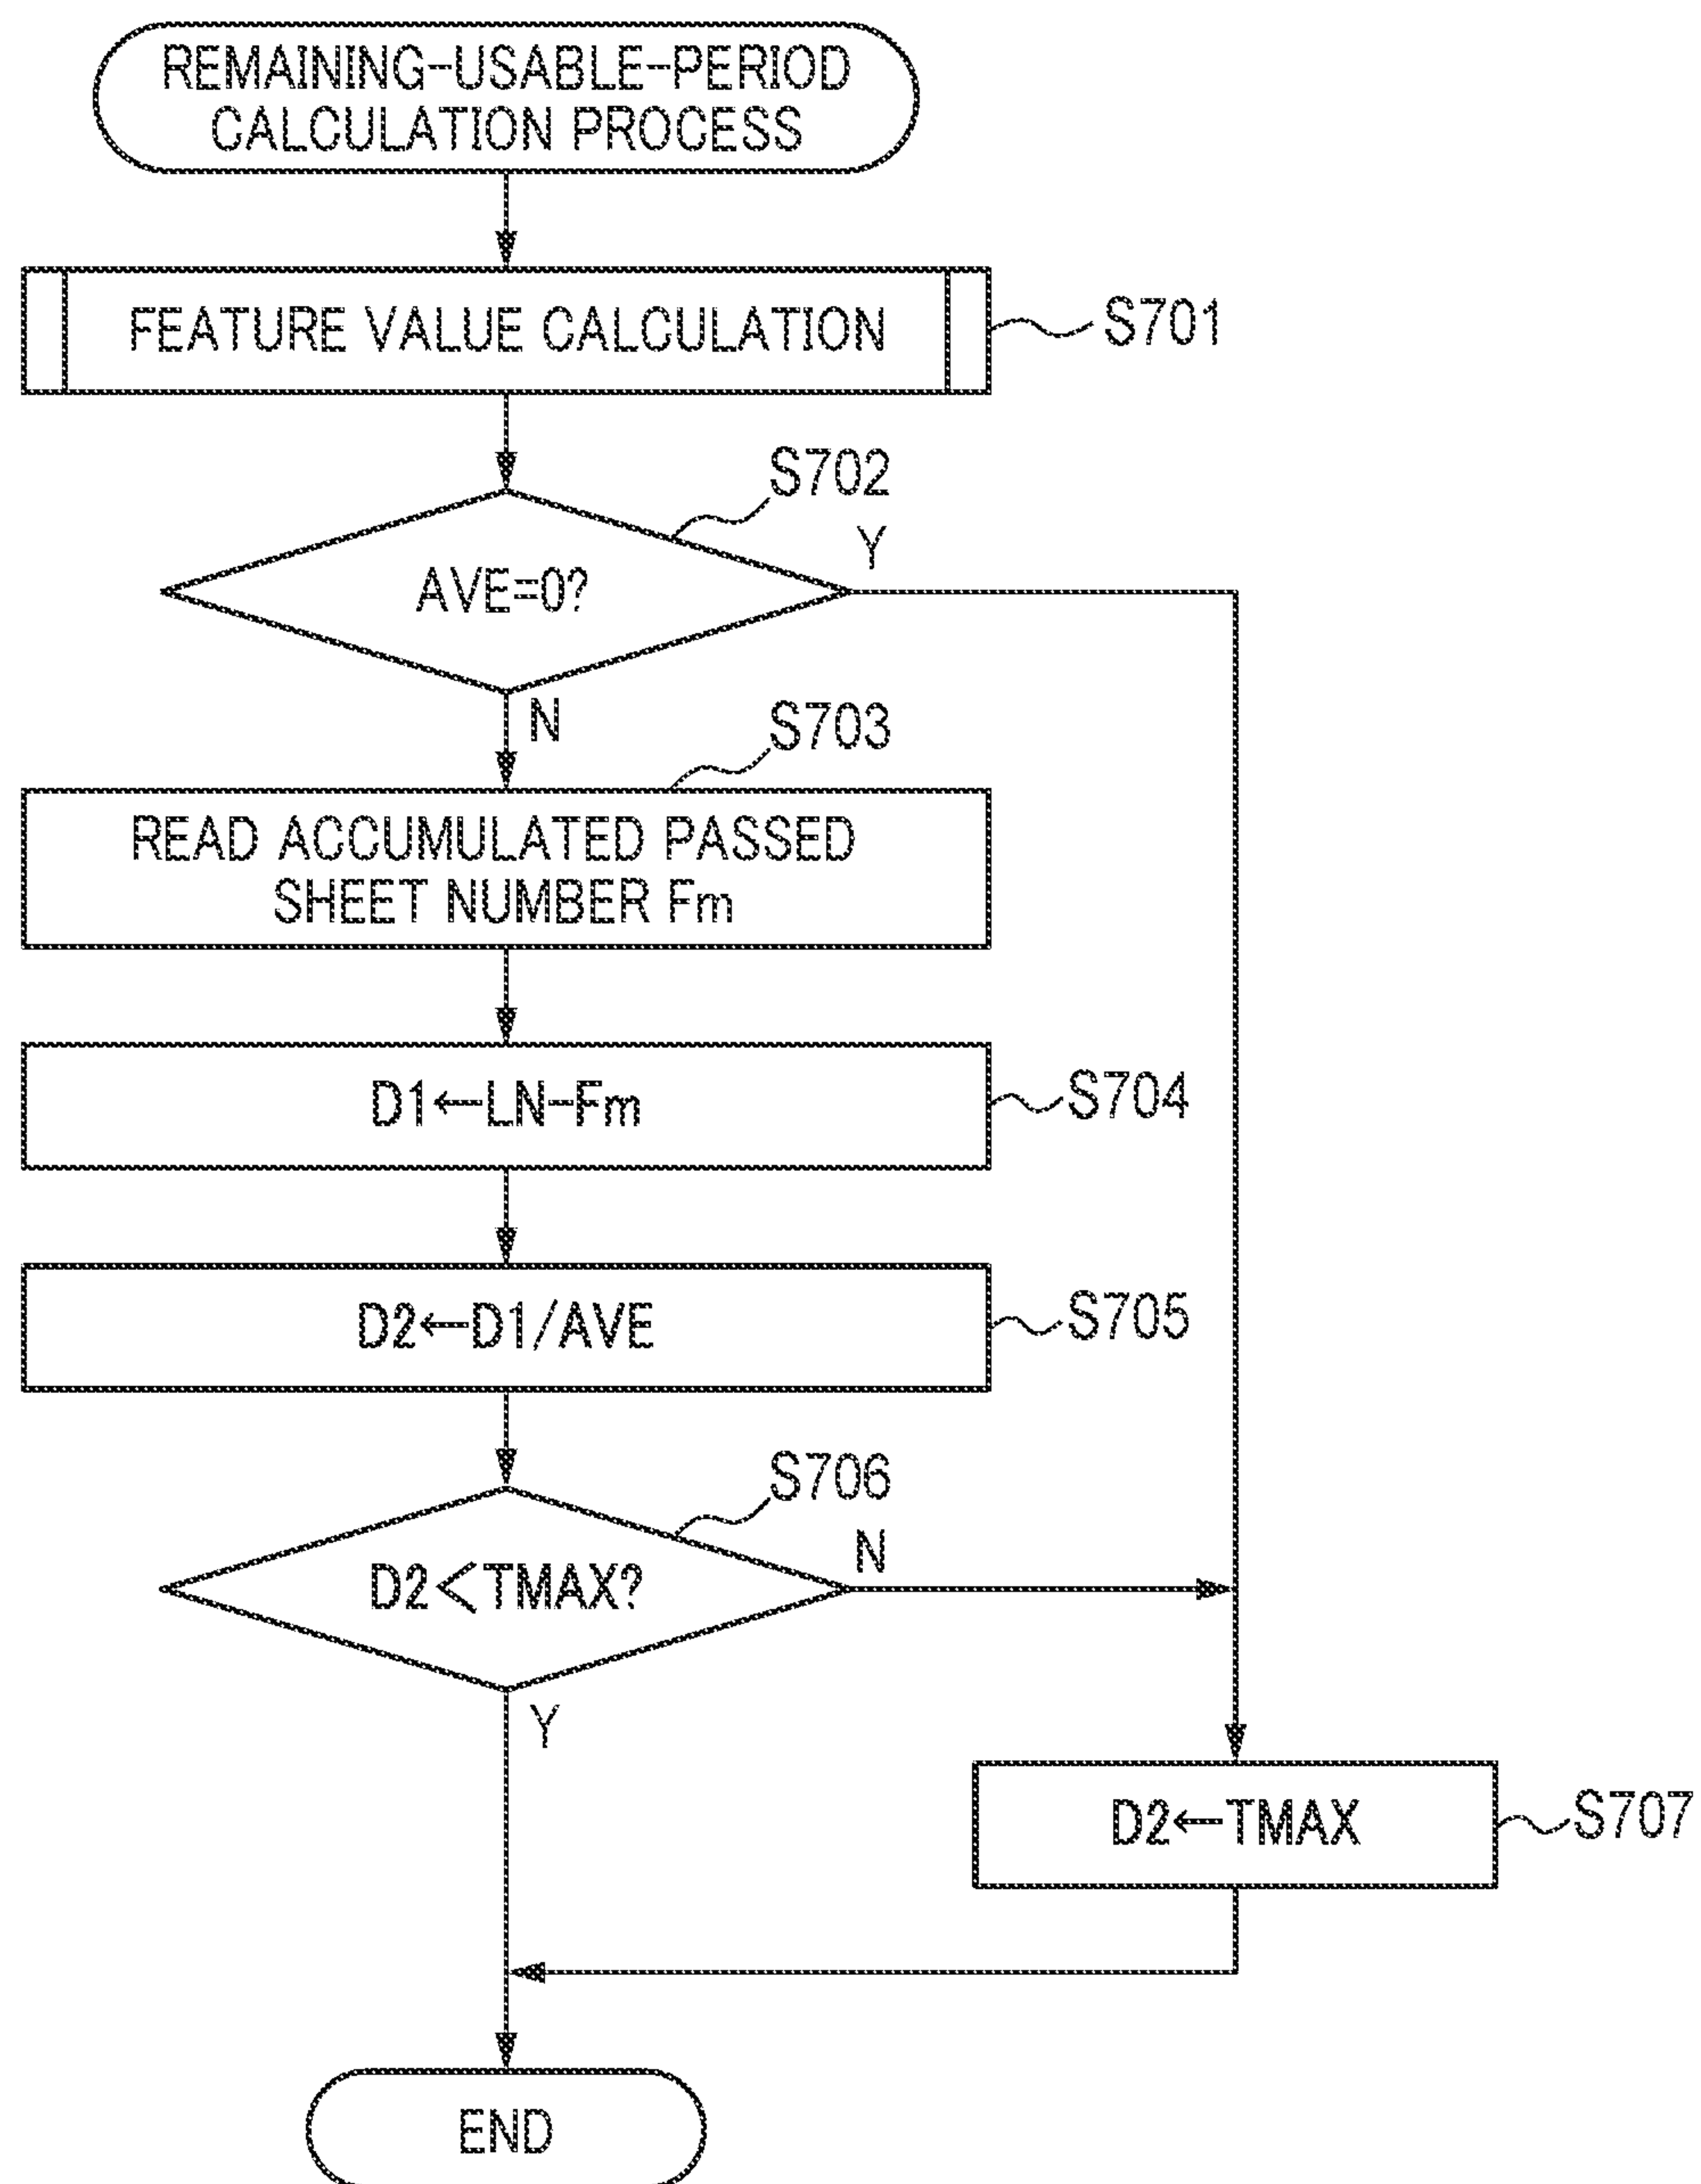 REMAINING-USABLE-PERIOD
CALCULATION PROCESS
FEATURE VALUE CALCULATION
S701
S702
AVE=0?
Y
N
S703
READ ACCUMULATED PASSED
SHEET NUMBER Fm
D1←LN-Fm
S704
D2←D1/AVE
S705
S706
D2<TMAX?
N
Y
D2←TMAX
S707
END